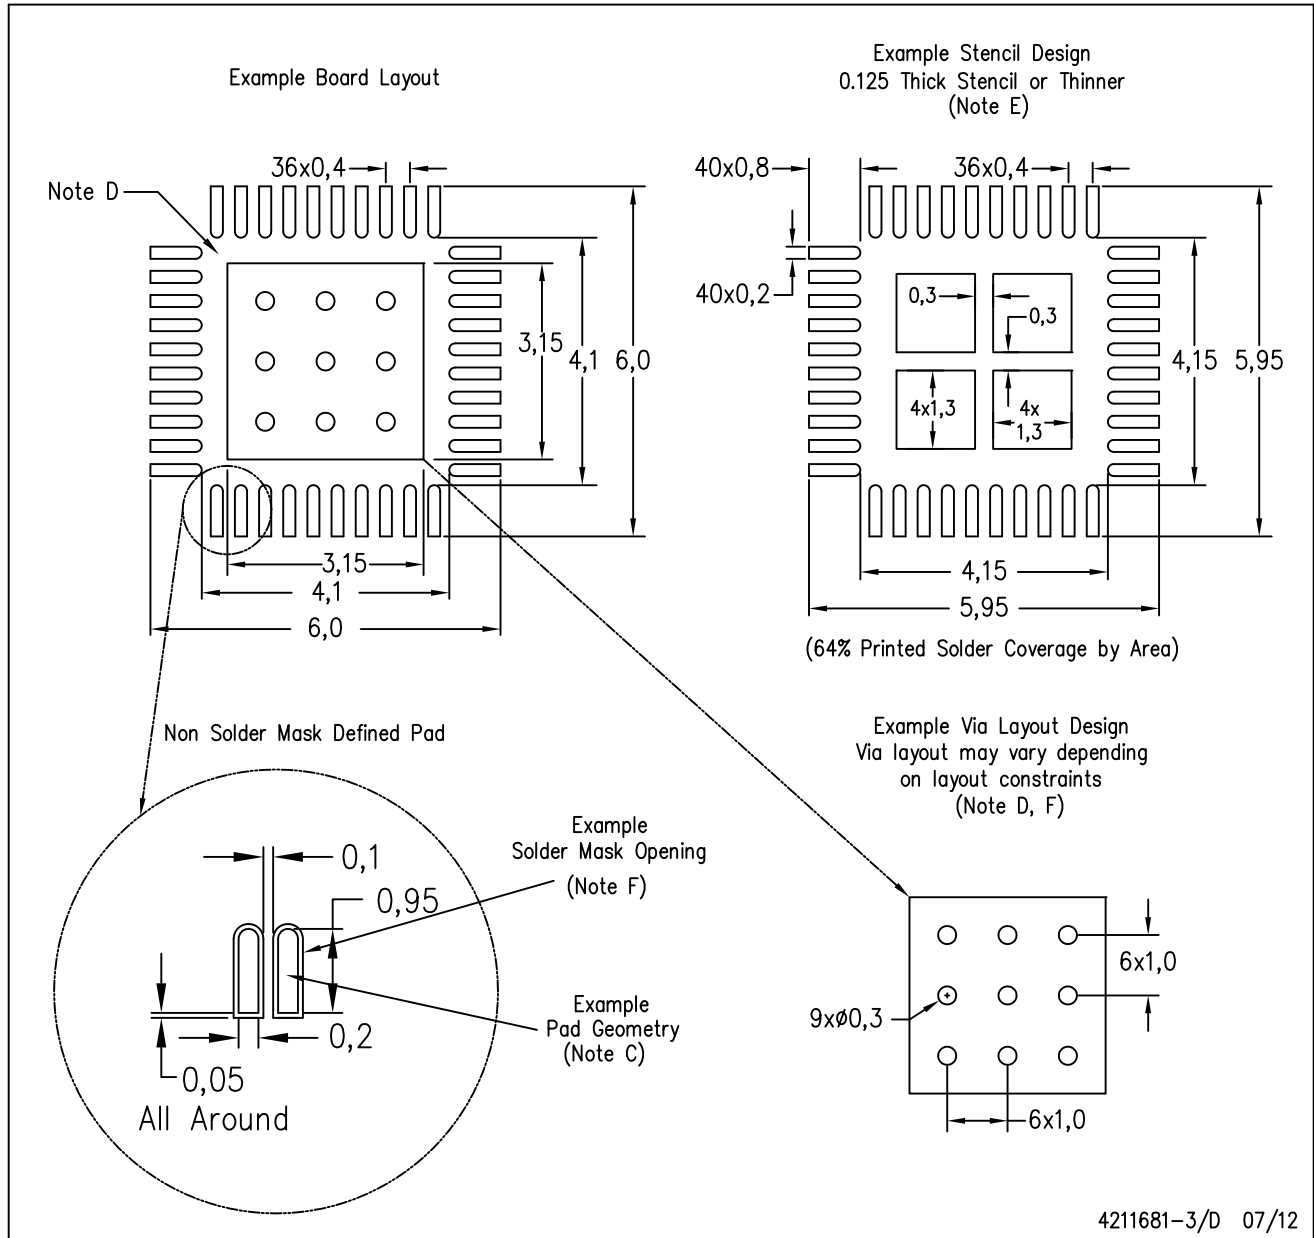 Example Board Layout
36x0,4
Note D
3,15
4,1
6,0
3,15
4,1
6,0
Example Stencil Design
0.125 Thick Stencil or Thinner
(Note E)
40x0,8
36x0,4
40x0,2
0,3
0,3
4x1,3
4x
1,3
4,15
5,95
4,15
5,95
(64% Printed Solder Coverage by Area)
Non Solder Mask Defined Pad
0,1
0,95
0,2
0,05
All Around
Example
Solder Mask Opening
(Note F)
Example
Pad Geometry
(Note C)
Example Via Layout Design
Via layout may vary depending
on layout constraints
(Note D, F)
6x1,0
9xø0,3
6x1,0
4211681-3/D 07/12